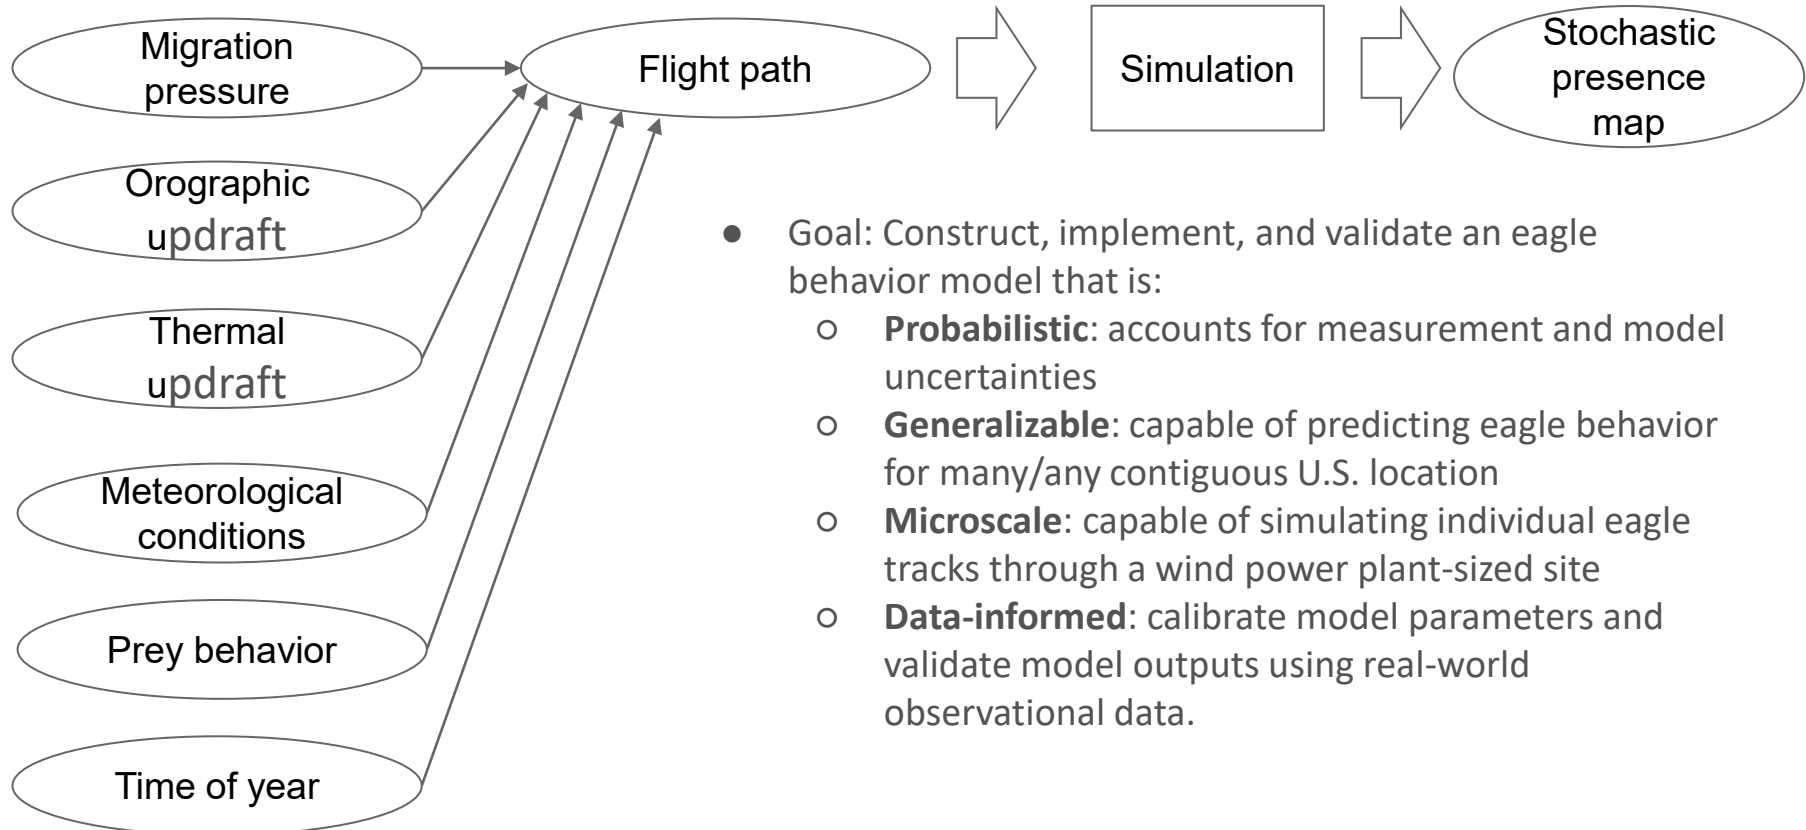 Migration
pressure
Flight path
Simulation
Stochastic
presence
map
Orographic
updraft
Thermal
updraft
Meteorological
conditions
Prey behavior
Time of year
● Goal: Construct, implement, and validate an eagle
behavior model that is:
○ Probabilistic: accounts for measurement and model
uncertainties
○ Generalizable: capable of predicting eagle behavior
for many/any contiguous U.S. location
○ Microscale: capable of simulating individual eagle
tracks through a wind power plant-sized site
○ Data-informed: calibrate model parameters and
validate model outputs using real-world
observational data.